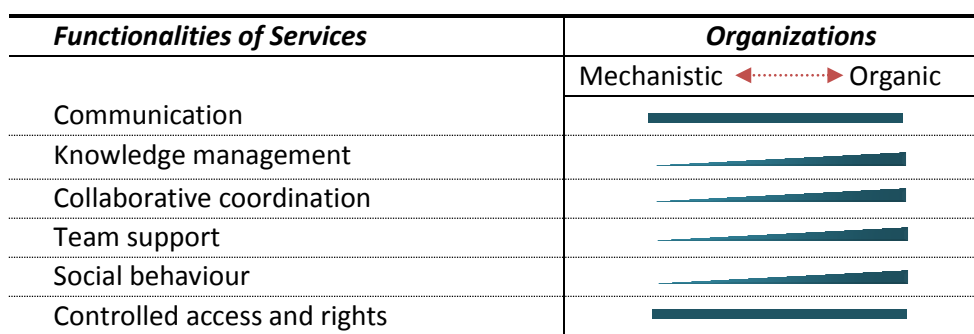 Functionalities of Services Organizations
Mechanistic Organic
Communication
Knowledge management
Collaborative coordination
Team support
Social behaviour
Controlled access and rights